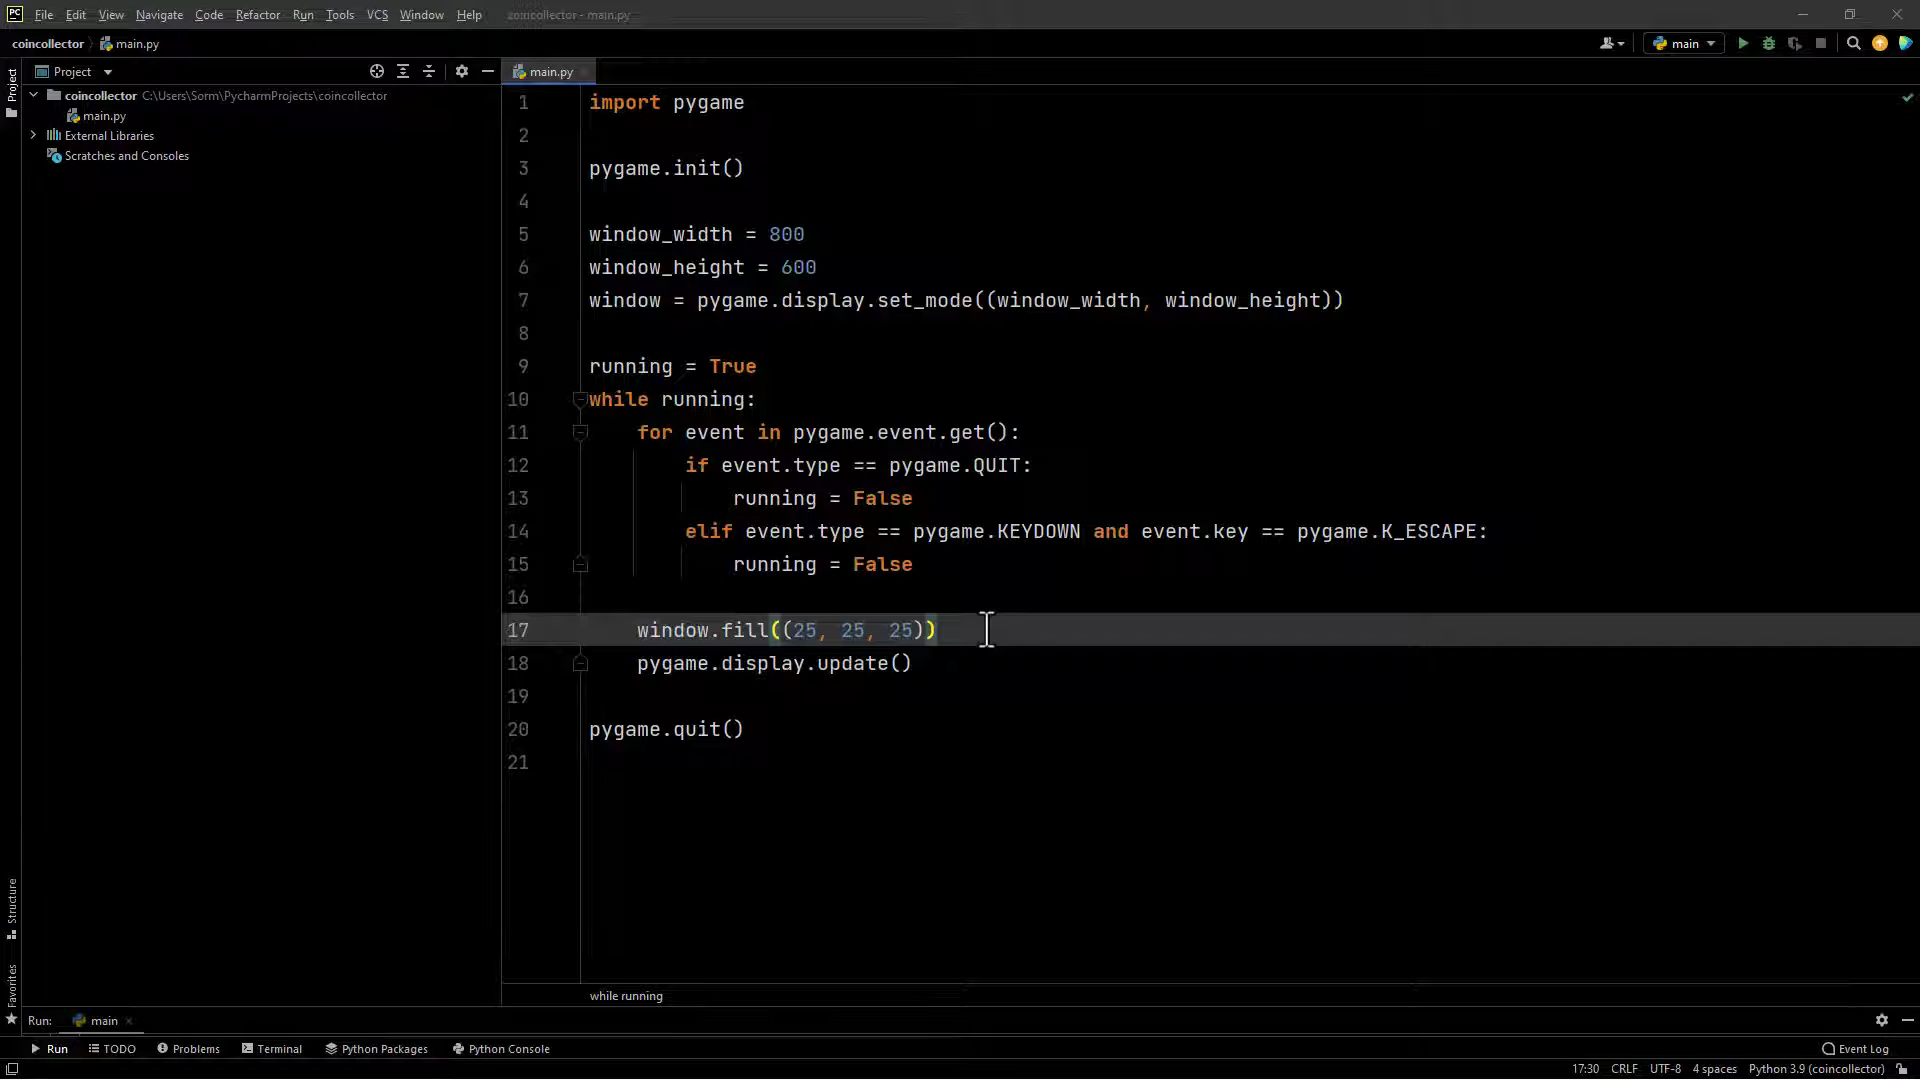 PC File Edit View Navigate Code Refactor Run Tools VCS Window Help coincollector - main.py
coincollector main.py main
Project Project main.py
coincollector C:\Users\Sorm\PycharmProjects\coincollector
main.py
External Libraries
Scratches and Consoles
1 import pygame
2
3 pygame.init()
4
5 window_width = 800
6 window_height = 600
7 window = pygame.display.set_mode((window_width, window_height))
8
9 running = True
10 while running:
11 for event in pygame.event.get():
12 if event.type == pygame.QUIT:
13 running = False
14 elif event.type == pygame.KEYDOWN and event.key == pygame.K_ESCAPE:
15 running = False
16
17 window.fill((25, 25, 25))
18 pygame.display.update()
19
20 pygame.quit()
21
Structure
Favorites
while running
Run: main
Run TODO Problems Terminal Python Packages Python Console Event Log
17:30 CRLF UTF-8 4 spaces Python 3.9 (coincollector)